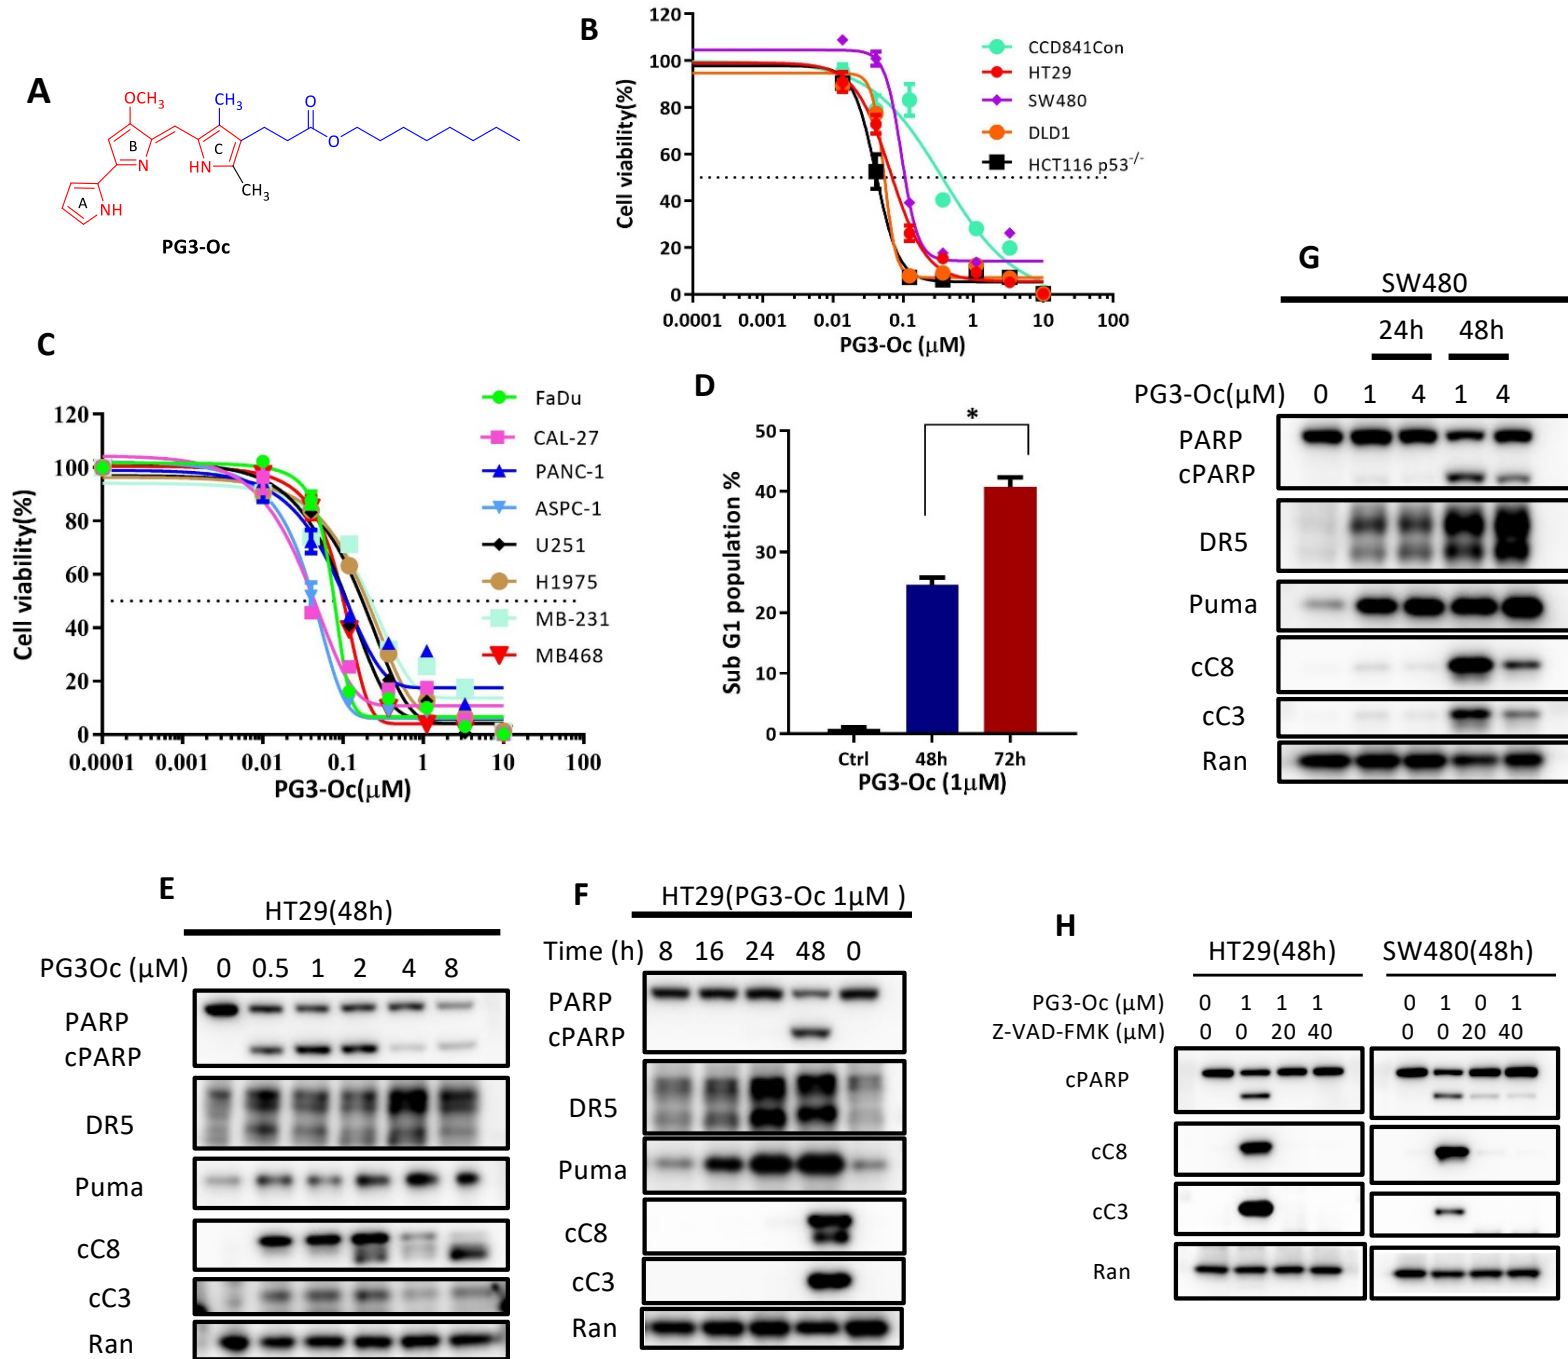 A
OCH₃
CH₃
O
O
B
C
N
HN
CH₃
A
NH
PG3-Oc
B
120
100
80
60
40
20
0
Cell viability(%)
0.0001 0.001 0.01 0.1 1 10 100
PG3-Oc (μM)
CCD841Con
HT29
SW480
DLD1
HCT116 p53⁻/⁻
C
120
100
80
60
40
20
0
Cell viability(%)
0.0001 0.001 0.01 0.1 1 10 100
PG3-Oc(μM)
FaDu
CAL-27
PANC-1
ASPC-1
U251
H1975
MB-231
MB468
D
50
40
30
20
10
0
Sub G1 population %
*
Ctrl 48h 72h
PG3-Oc (1μM)
G
SW480
24h 48h
PG3-Oc(μM) 0 1 4 1 4
PARP
cPARP
DR5
Puma
cC8
cC3
Ran
E
HT29(48h)
PG3Oc (μM) 0 0.5 1 2 4 8
PARP
cPARP
DR5
Puma
cC8
cC3
Ran
F
HT29(PG3-Oc 1μM )
Time (h) 8 16 24 48 0
PARP
cPARP
DR5
Puma
cC8
cC3
Ran
H
HT29(48h) SW480(48h)
PG3-Oc (μM) 0 1 1 1 0 1 0 1
Z-VAD-FMK (μM) 0 0 20 40 0 0 20 40
cPARP
cC8
cC3
Ran